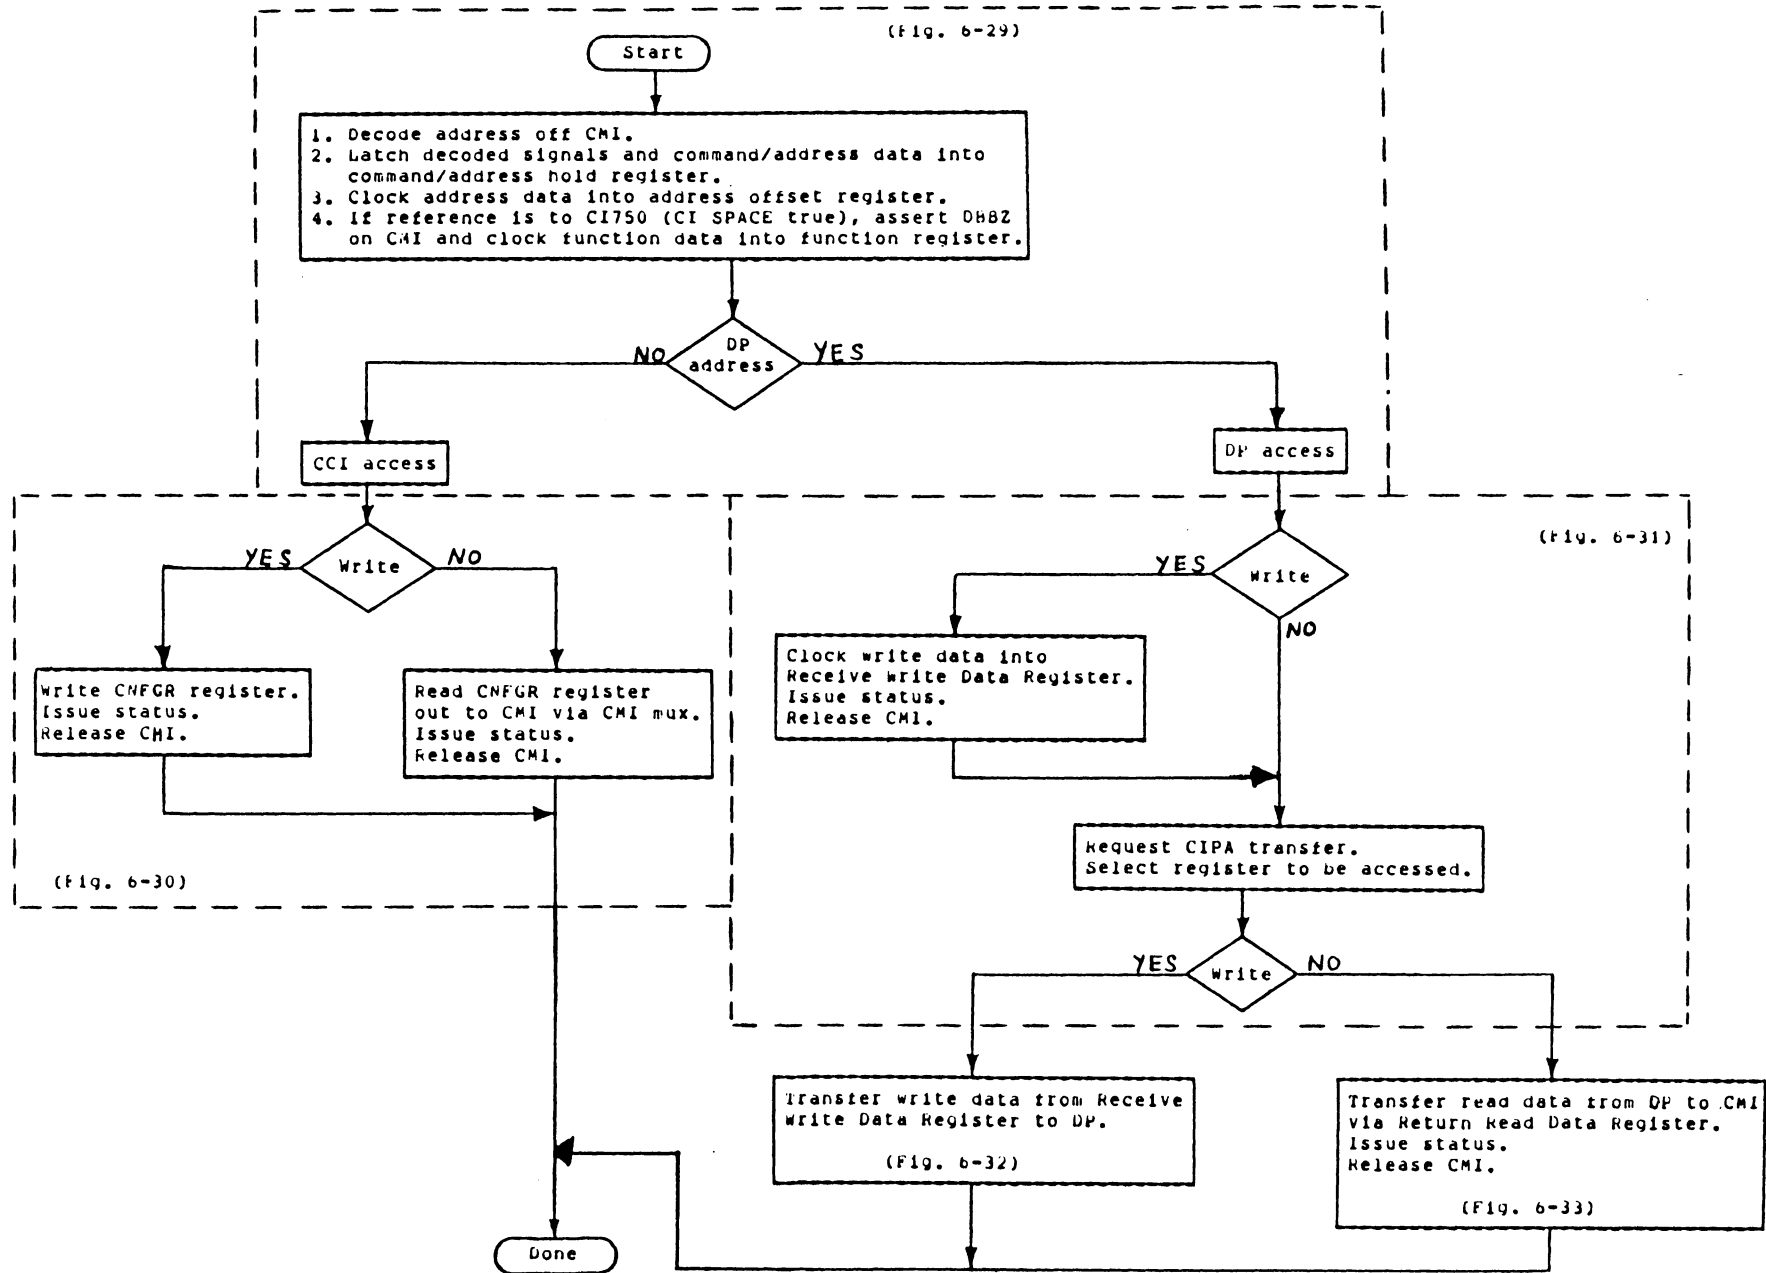 (Fig. 6-29)
Start
1. Decode address off CMI.
2. Latch decoded signals and command/address data into
command/address hold register.
3. Clock address data into address offset register.
4. If reference is to CI750 (CI SPACE true), assert DBBZ
on CMI and clock function data into function register.
DP
address
NO
YES
CCI access
DP access
(Fig. 6-31)
YES
Write
NO
YES
Write
NO
Write CNFGR register.
Issue status.
Release CMI.
Read CNFGR register
out to CMI via CMI mux.
Issue status.
Release CMI.
Clock write data into
Receive Write Data Register.
Issue status.
Release CMI.
(Fig. 6-30)
Request CIPA transfer.
Select register to be accessed.
YES
Write
NO
Transfer write data from Receive
Write Data Register to DP.
(Fig. 6-32)
Transfer read data from DP to CMI
via Return Read Data Register.
Issue status.
Release CMI.
(Fig. 6-33)
Done